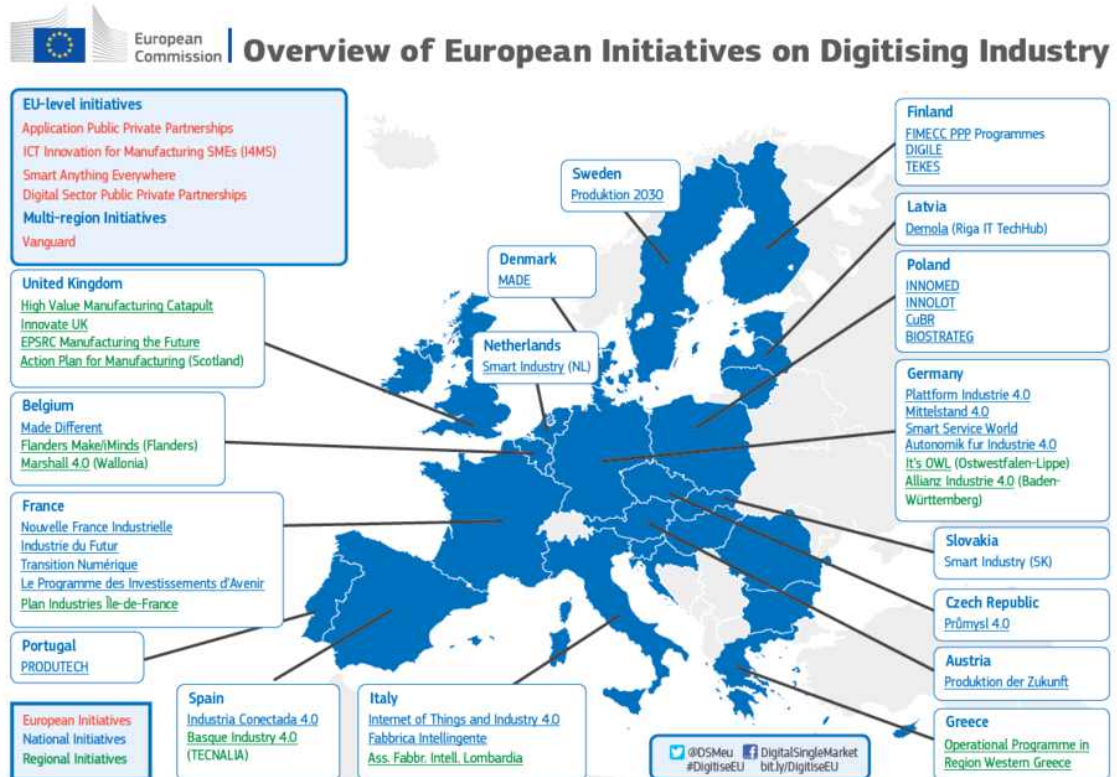 European
Commission
Overview of European Initiatives on Digitising Industry
EU-level initiatives
Application Public Private Partnerships
ICT Innovation for Manufacturing SMEs (I4MS)
Smart Anything Everywhere
Digital Sector Public Private Partnerships
Multi-region Initiatives
Vanguard
United Kingdom
High Value Manufacturing Catapult
Innovate UK
EPSRC Manufacturing the Future
Action Plan for Manufacturing (Scotland)
Belgium
Made Different
Flanders Make/iMinds (Flanders)
Marshall 4.0 (Wallonia)
France
Nouvelle France Industrielle
Industrie du Futur
Transition Numérique
Le Programme des Investissements d'Avenir
Plan Industries Île-de-France
Portugal
PRODUTECH
European Initiatives
National Initiatives
Regional Initiatives
Spain
Industria Conectada 4.0
Basque Industry 4.0
(TECNALIA)
Italy
Internet of Things and Industry 4.0
Fabbrica Intellingente
Ass. Fabbr. Intell. Lombardia
Sweden
Produktion 2030
Denmark
MADE
Netherlands
Smart Industry (NL)
Finland
FIMECC PPP Programmes
DIGILE
TEKES
Latvia
Demola (Riga IT TechHub)
Poland
INNOMED
INNOLOT
CuBR
BIOSTRATEG
Germany
Plattform Industrie 4.0
Mittelstand 4.0
Smart Service World
Autonomik fur Industrie 4.0
It's OWL (Ostwestfalen-Lippe)
Allianz Industrie 4.0 (Baden-
Württemberg)
Slovakia
Smart Industry (SK)
Czech Republic
Průmysl 4.0
Austria
Produktion der Zukunft
Greece
Operational Programme in
Region Western Greece
@DSMeu DigitalSingleMarket
#DigitiseEU bit.ly/DigitiseEU